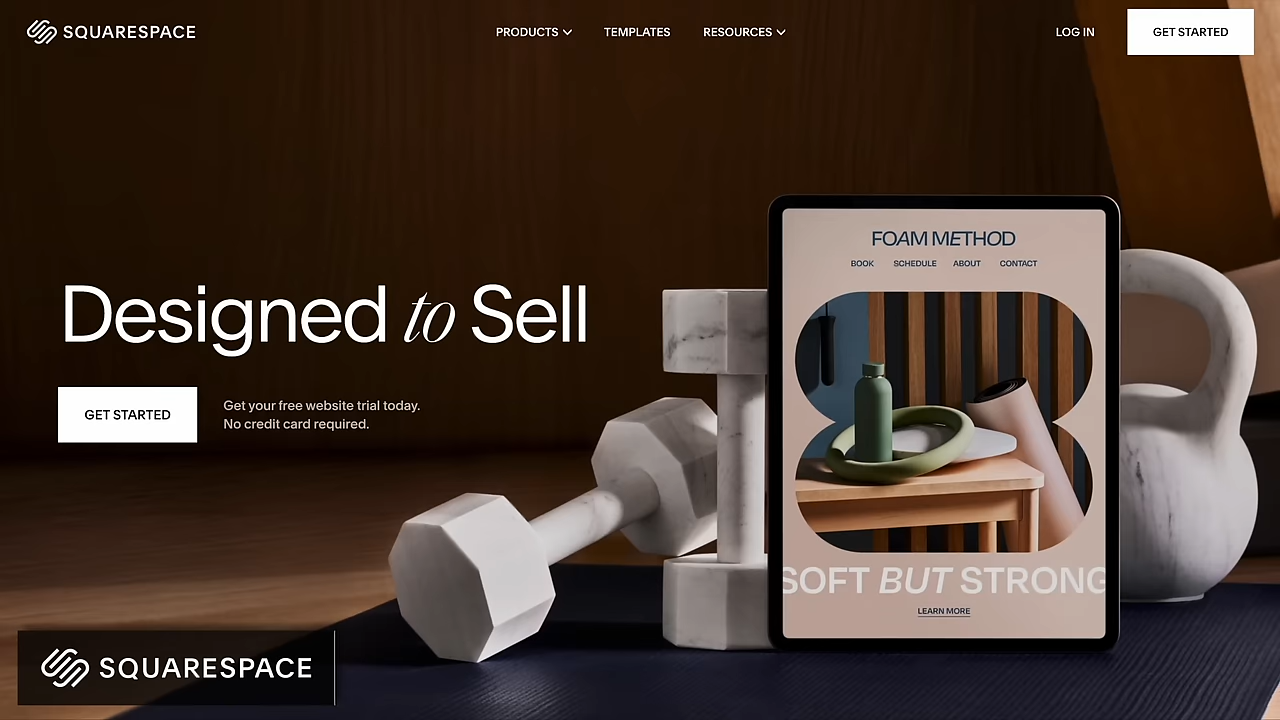 SQUARESPACE
PRODUCTS
TEMPLATES
RESOURCES
LOG IN
GET STARTED
Designed to Sell
GET STARTED
Get your free website trial today.
No credit card required.
FOAM METHOD
BOOK SCHEDULE ABOUT CONTACT
SOFT BUT STRONG
LEARN MORE
SQUARESPACE